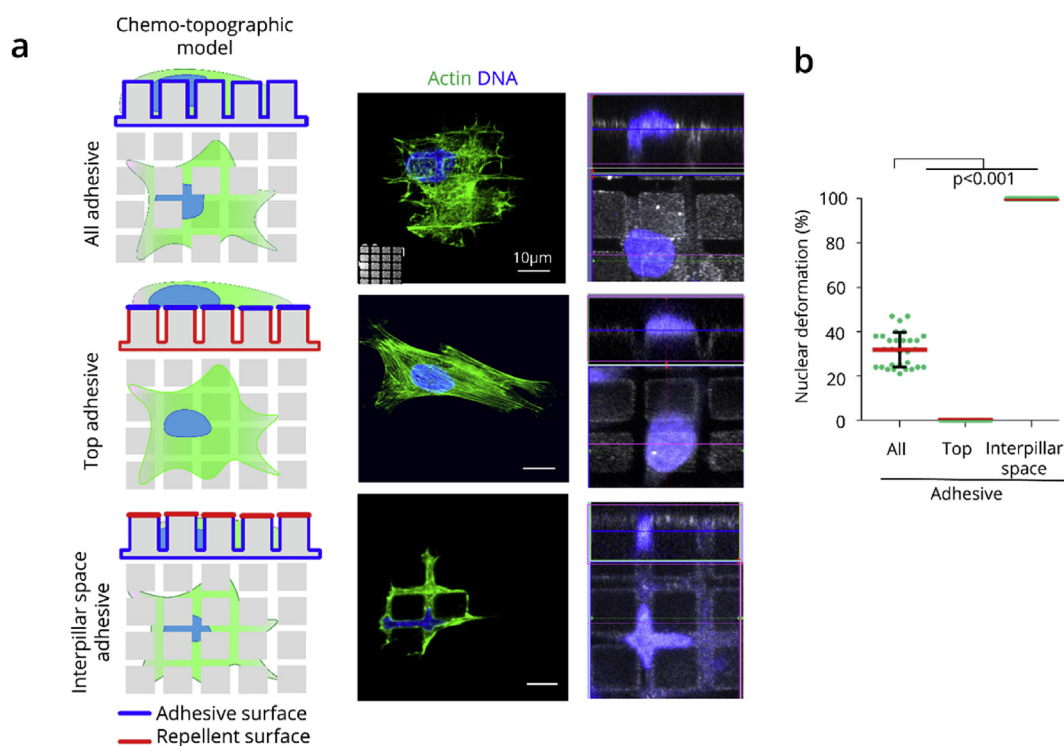 a
Chemo-topographic
model
All adhesive
Top adhesive
Interpillar space
adhesive
Adhesive surface
Repellent surface
Actin DNA
10μm
b
p<0.001
Nuclear deformation (%)
100
80
60
40
20
0
All
Top
Interpillar
space
Adhesive